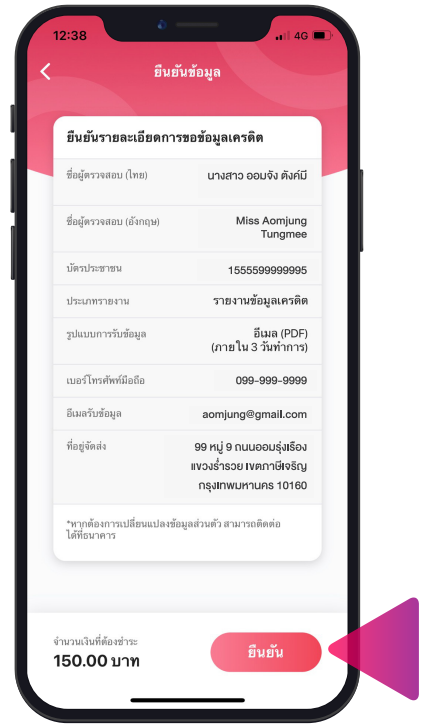 12:38
4G
ยืนยันข้อมูล
ยืนยันรายละเอียดการขอข้อมูลเครดิต
ชื่อผู้ตรวจสอบ (ไทย)
นางสาว ออมจัง ตังค์มี
ชื่อผู้ตรวจสอบ (อังกฤษ)
Miss Aomjung
Tungmee
บัตรประชาชน
1555599999995
ประเภทรายงาน
รายงานข้อมูลเครดิต
รูปแบบการรับข้อมูล
อีเมล (PDF)
(ภายใน 3 วันทำการ)
เบอร์โทรศัพท์มือถือ
099-999-9999
อีเมลรับข้อมูล
aomjung@gmail.com
ที่อยู่จัดส่ง
99 หมู่ 9 ถนนออมรุ่งเรือง
แขวงร่ำรวย เขตภาษีเจริญ
กรุงเทพมหานคร 10160
*หากต้องการเปลี่ยนแปลงข้อมูลส่วนตัว สามารถติดต่อ
ได้ที่ธนาคาร
จำนวนเงินที่ต้องชำระ
150.00 บาท
ยืนยัน